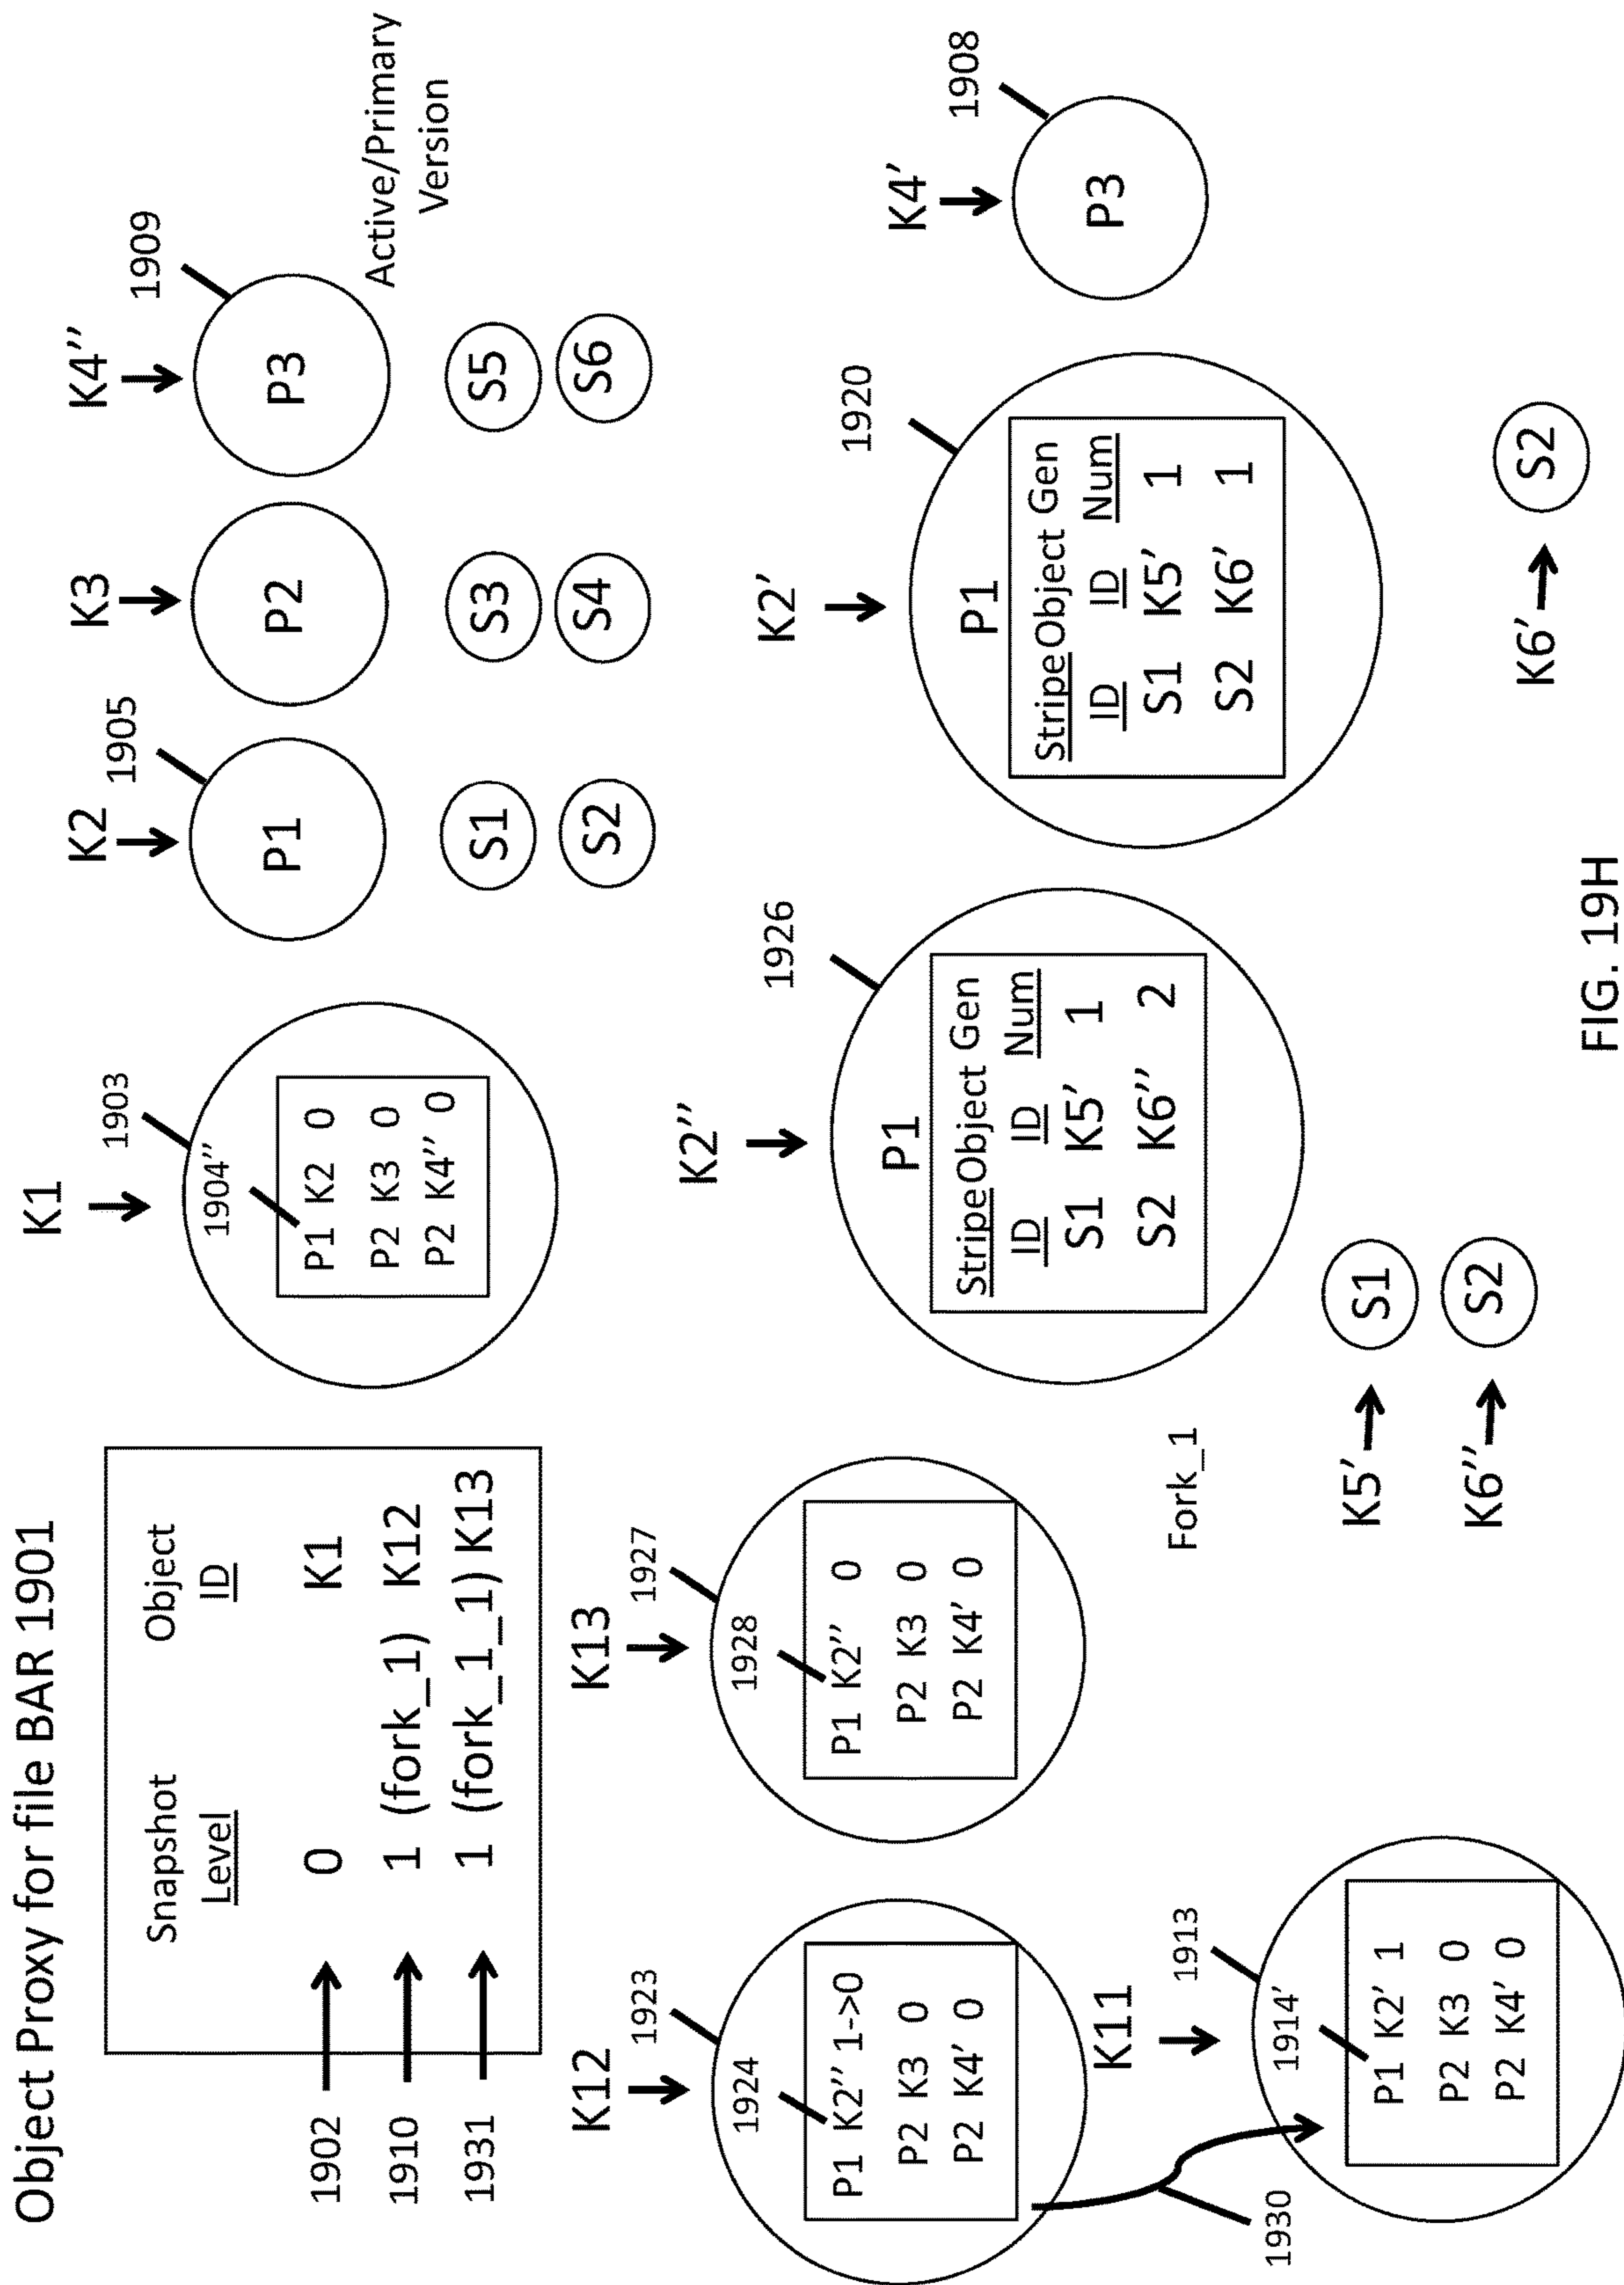 Object Proxy for file BAR 1901
Snapshot Object
Level ID
1902 0 K1
1910 1 (fork_1) K12
1931 1 (fork_1_1) K13
K1
1903
1904''
P1 K2 0
P2 K3 0
P2 K4'' 0
K2
1905
P1
S1
S2
K3
P2
S3
S4
K4''
1909
P3
S5
S6
Active/Primary
Version
K12
1923
1924
P1 K2'' 1->0
P2 K3 0
P2 K4' 0
K13
1927
1928
P1 K2'' 0
P2 K3 0
P2 K4' 0
K2''
1926
P1
Stripe Object Gen
ID ID Num
S1 K5' 1
S2 K6'' 2
K2'
1920
P1
Stripe Object Gen
ID ID Num
S1 K5' 1
S2 K6' 1
K4'
1908
P3
1930
K11
1913
1914'
P1 K2' 1
P2 K3 0
P2 K4' 0
Fork_1
K5' S1
K6'' S2
K6' S2
FIG. 19H